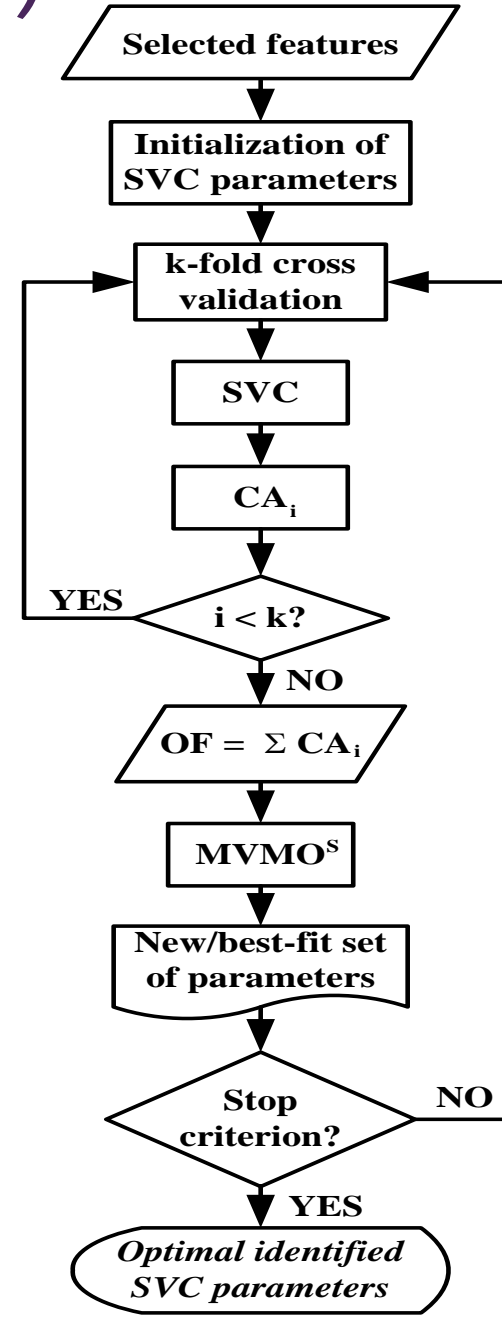 )
Selected features
Initialization of
SVC parameters
k-fold cross
validation
SVC
CAᵢ
YES
i < k?
NO
OF = Σ CAᵢ
MVMOˢ
New/best-fit set
of parameters
Stop
criterion?
NO
YES
Optimal identified
SVC parameters